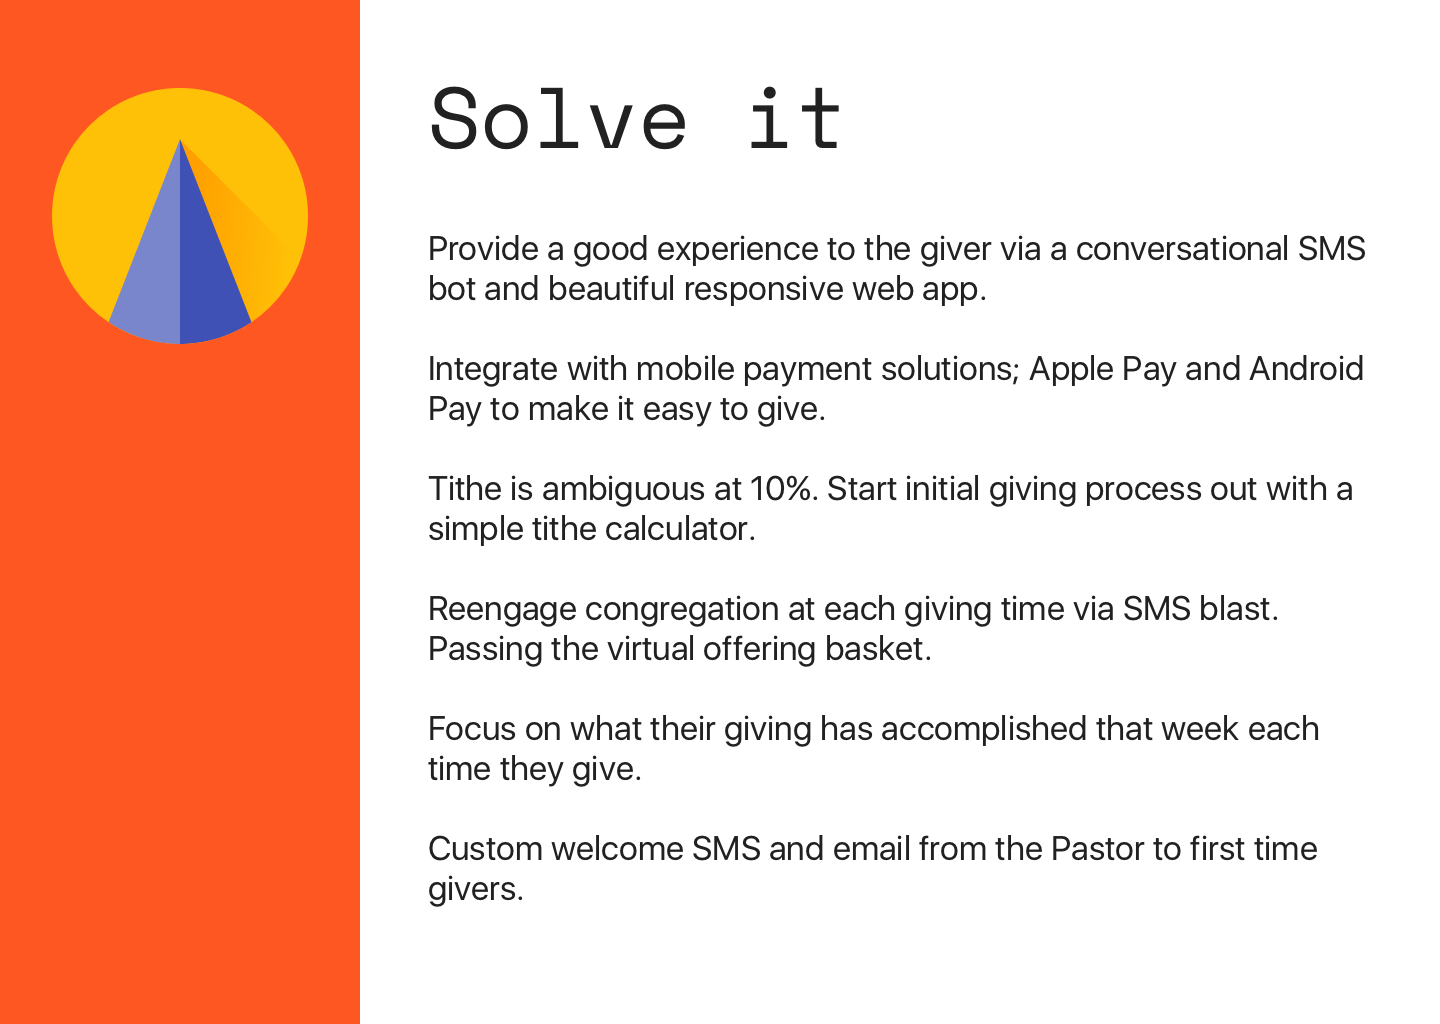 Solve it
Provide a good experience to the giver via a conversational SMS
bot and beautiful responsive web app.
Integrate with mobile payment solutions; Apple Pay and Android
Pay to make it easy to give.
Tithe is ambiguous at 10%. Start initial giving process out with a
simple tithe calculator.
Reengage congregation at each giving time via SMS blast.
Passing the virtual offering basket.
Focus on what their giving has accomplished that week each
time they give.
Custom welcome SMS and email from the Pastor to first time
givers.